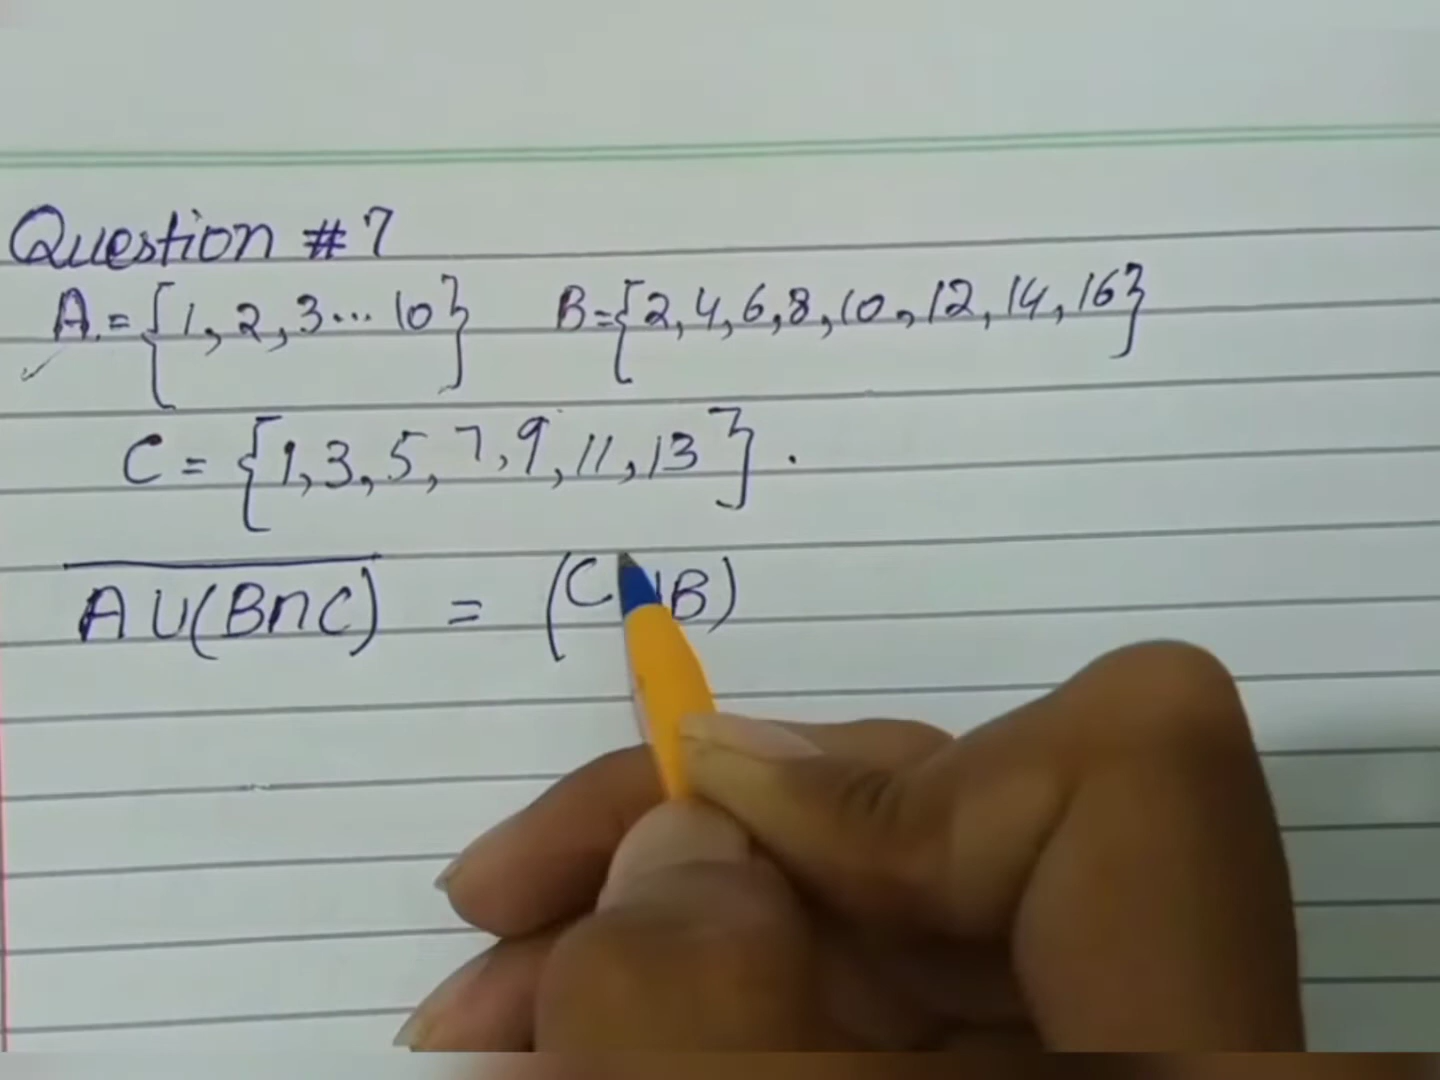 Question #7
A = {1, 2, 3... 10} B = {2, 4, 6, 8, 10, 12, 14, 16}
C = {1, 3, 5, 7, 9, 11, 13}.
A∪(B∩C)̅ = (C B)